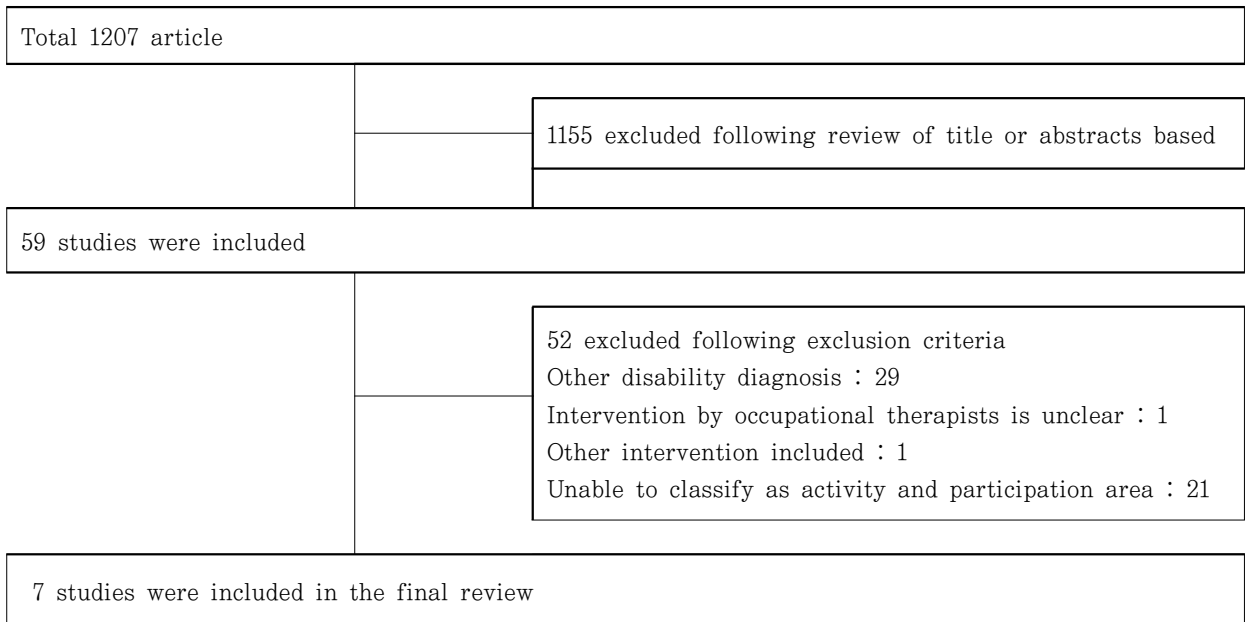 Total 1207 article
1155 excluded following review of title or abstracts based
59 studies were included
52 excluded following exclusion criteria
Other disability diagnosis : 29
Intervention by occupational therapists is unclear : 1
Other intervention included : 1
Unable to classify as activity and participation area : 21
7 studies were included in the final review